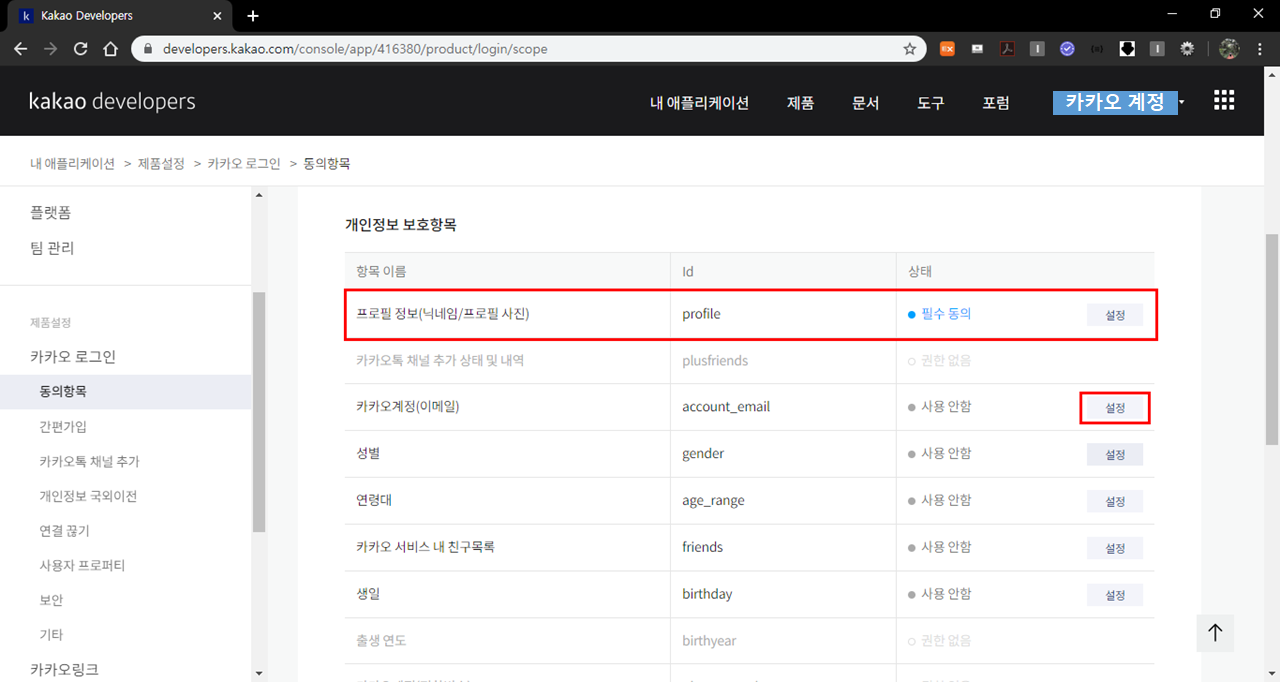 k Kakao Developers
developers.kakao.com/console/app/416380/product/login/scope
kakao developers
내 애플리케이션 제품 문서 도구 포럼 카카오 계정
내 애플리케이션 > 제품설정 > 카카오 로그인 > 동의항목
플랫폼
팀 관리
제품설정
카카오 로그인
동의항목
간편가입
카카오톡 채널 추가
개인정보 국외이전
연결 끊기
사용자 프로퍼티
보안
기타
카카오링크
개인정보 보호항목
항목 이름 Id 상태
프로필 정보(닉네임/프로필 사진) profile 필수 동의 설정
카카오톡 채널 추가 상태 및 내역 plusfriends 권한 없음
카카오계정(이메일) account_email 사용 안함 설정
성별 gender 사용 안함 설정
연령대 age_range 사용 안함 설정
카카오 서비스 내 친구목록 friends 사용 안함 설정
생일 birthday 사용 안함 설정
출생 연도 birthyear 권한 없음